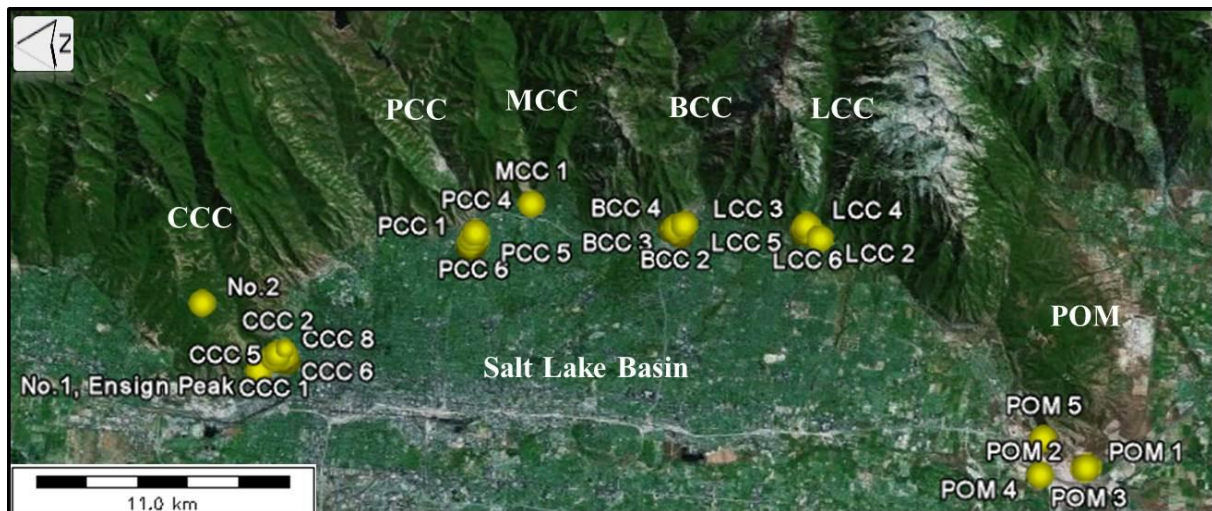 Z
MCC
PCC
BCC
LCC
MCC 1
PCC 4
PCC 1
PCC 5
PCC 6
BCC 4
BCC 3
BCC 2
LCC 3
LCC 4
LCC 5
LCC 6
LCC 2
CCC
No.2
CCC 2
CCC 5
CCC 8
CCC 6
No.1, Ensign Peak
CCC 1
Salt Lake Basin
POM
POM 5
POM 2
POM 1
POM 4
POM 3
11.0 km